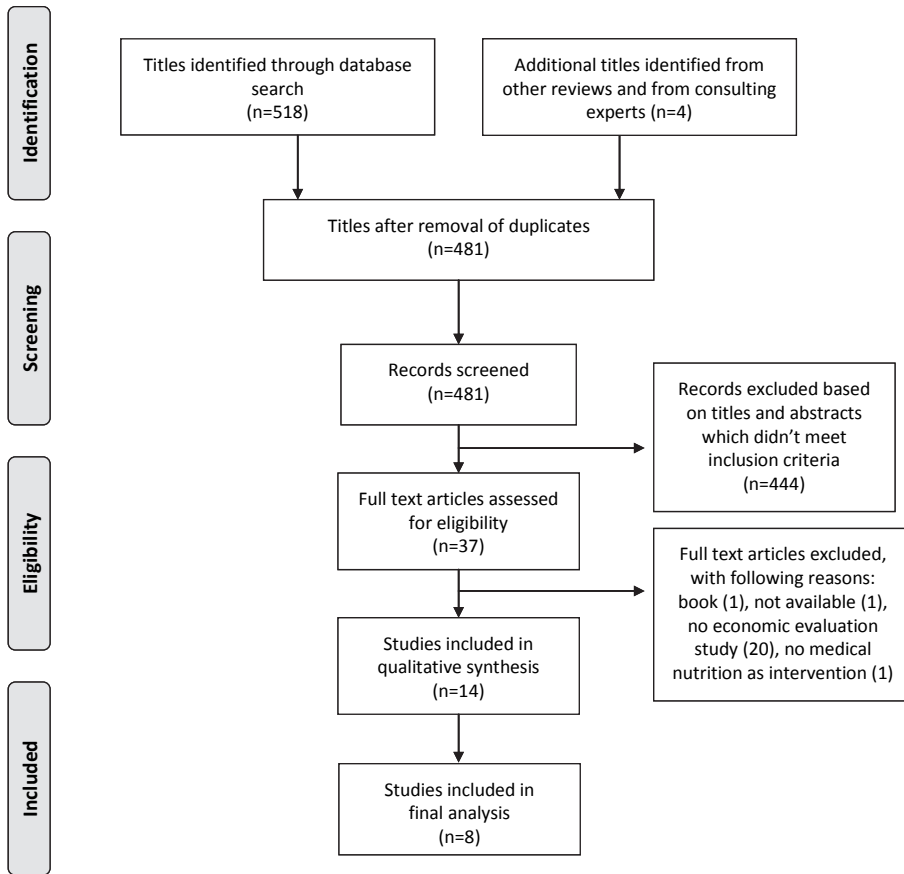 Identification
Titles identified through database
search
(n=518)
Additional titles identified from
other reviews and from consulting
experts (n=4)
Titles after removal of duplicates
(n=481)
Screening
Records screened
(n=481)
Records excluded based
on titles and abstracts
which didn’t meet
inclusion criteria
(n=444)
Eligibility
Full text articles assessed
for eligibility
(n=37)
Full text articles excluded,
with following reasons:
book (1), not available (1),
no economic evaluation
study (20), no medical
nutrition as intervention (1)
Studies included in
qualitative synthesis
(n=14)
Included
Studies included in
final analysis
(n=8)